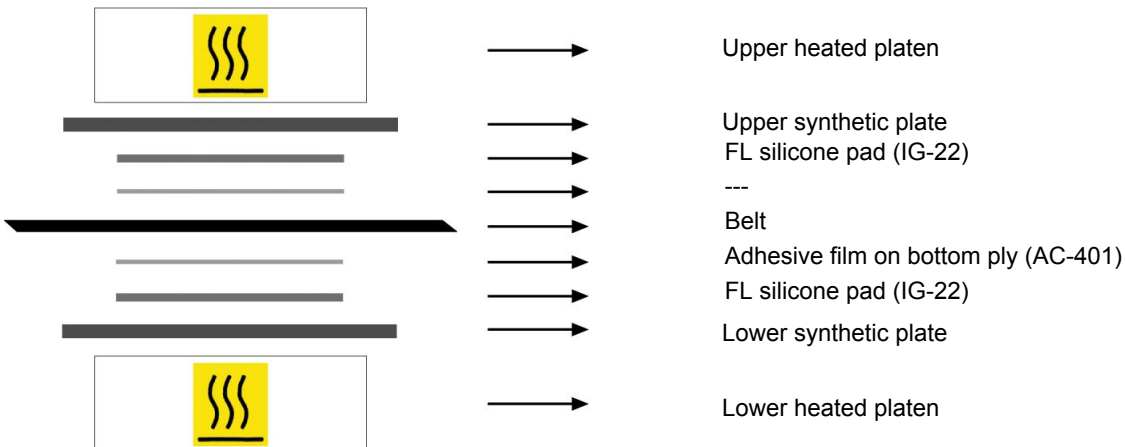 Upper heated platen
Upper synthetic plate
FL silicone pad (IG-22)
---
Belt
Adhesive film on bottom ply (AC-401)
FL silicone pad (IG-22)
Lower synthetic plate
Lower heated platen